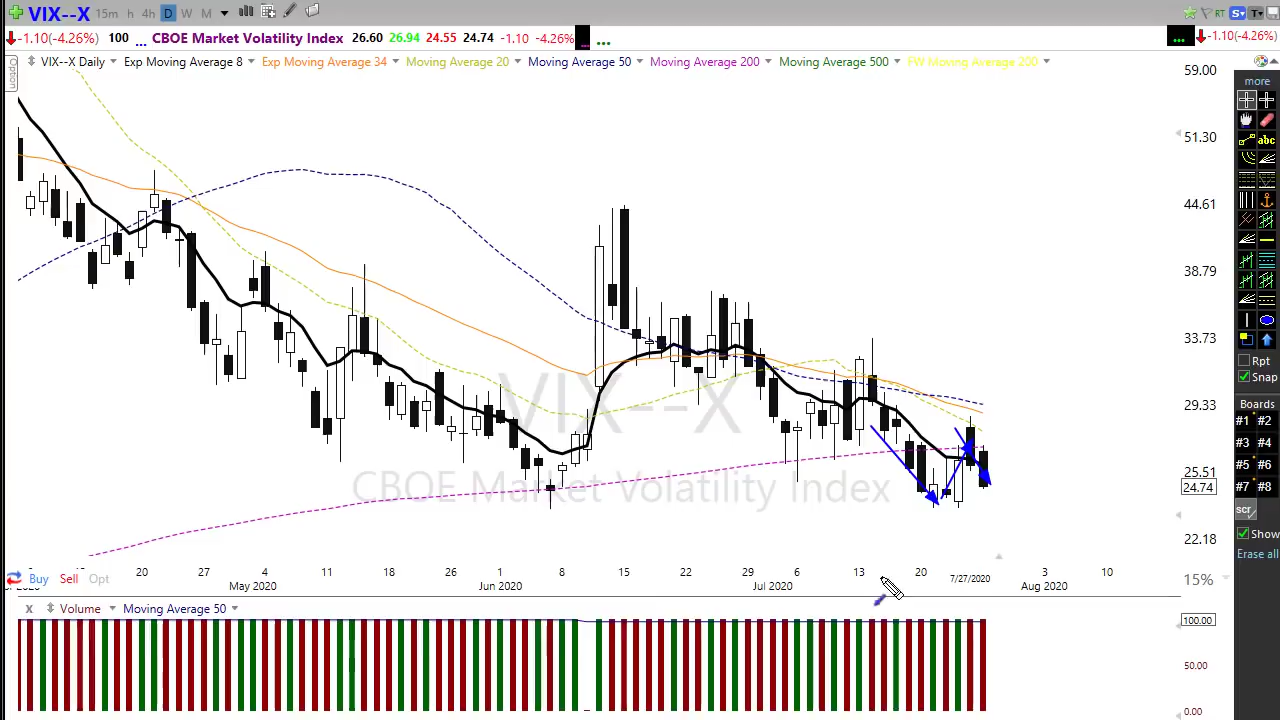 VIX--X 15m h 4h D W M RT S T
-1.10(-4.26%) 100 ... CBOE Market Volatility Index 26.60 26.94 24.55 24.74 -1.10 -4.26% ... ... -1.10(-4.26%)
Option VIX--X Daily Exp Moving Average 8 Exp Moving Average 34 Moving Average 20 Moving Average 50 Moving Average 200 Moving Average 500 FW Moving Average 200
59.00
more
51.30
abc
44.61
38.79
33.73
Rpt
Snap
VIX--X
29.33
Boards
#1 #2
#3 #4
25.51
#5 #6
CBOE Market Volatility Index
24.74
#7 #8
scr
22.18
Show
Erase all
20 27 4 11 18 26 1 8 15 22 29 6 13 20 7/27/2020 3 10
Buy Sell Opt 15%
May 2020 Jun 2020 Jul 2020 Aug 2020
X Volume Moving Average 50
100.00
50.00
0.00